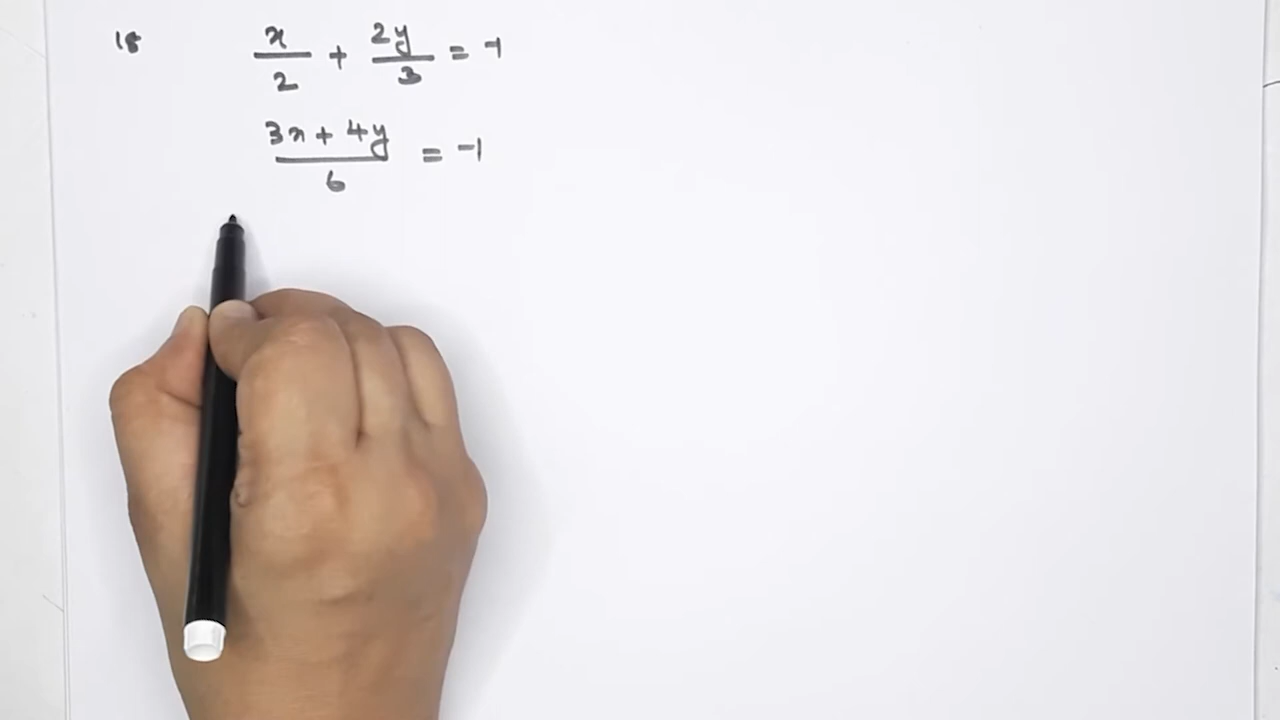 18 x/2 + 2y/3 = -1
3x + 4y/6 = -1